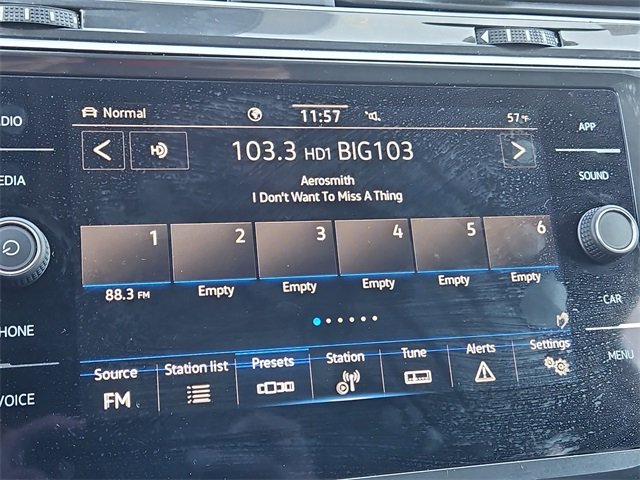 Normal
11:57
57°F
103.3 HD1 BIG103
Aerosmith
I Don't Want To Miss A Thing
1 2 3 4 5 6
88.3 FM Empty Empty Empty Empty Empty
Source Station list Presets Station Tune Alerts Settings
FM
ADIO
EDIA
HONE
VOICE
APP
SOUND
CAR
MENU